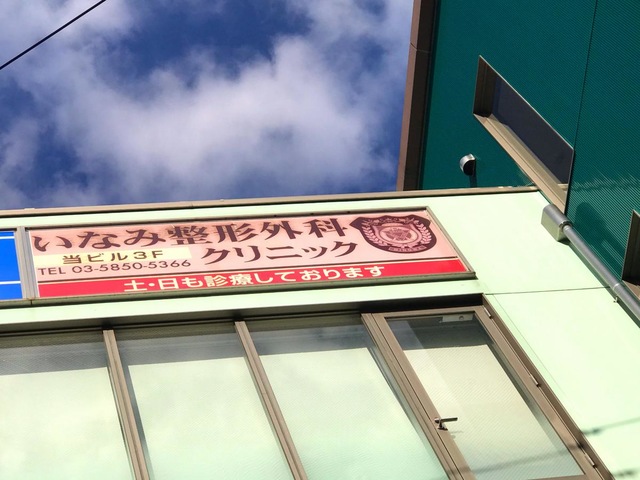 いなみ整形外科
クリニック
当ビル3F
TEL 03-5850-5366
土・日も診療しております